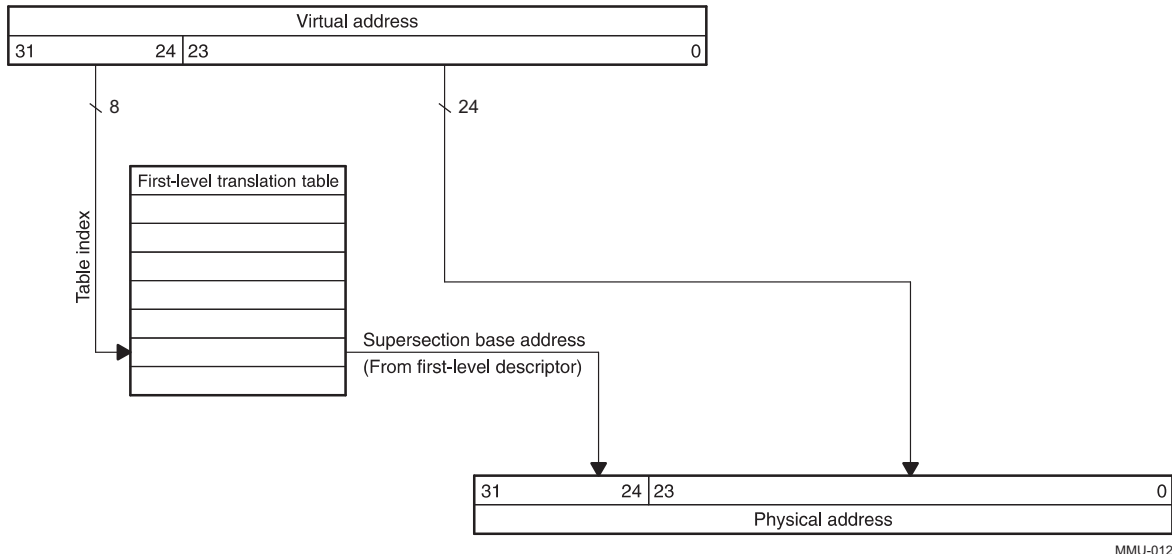 Virtual address
31 24 23 0
8 24
First-level translation table
Table index
Supersection base address
(From first-level descriptor)
31 24 23 0
Physical address
MMU-012